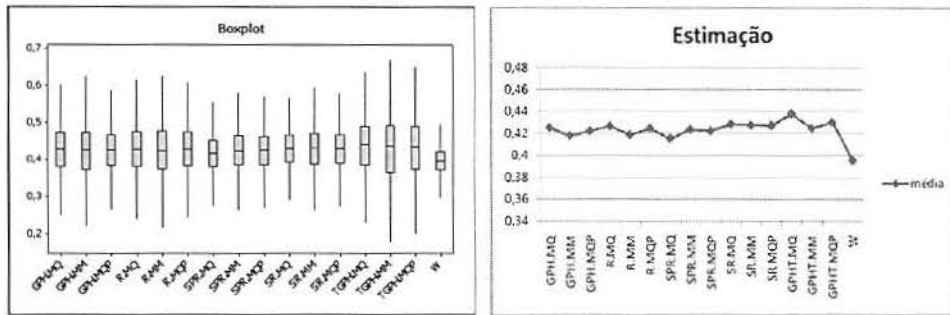 Boxplot
0,7
0,6
0,5
0,4
0,3
0,2
GPH.MQ
GPH.MM
GPH.MQP
R.MQ
R.MM
R.MQP
SPR.MQ
SPR.MM
SPR.MQP
SR.MQ
SR.MM
SR.MQP
TGPH.MQ
TGPH.MM
TGPH.MQP
W
Estimação
0,48
0,46
0,44
0,42
0,4
0,38
0,36
0,34
GPH.MQ
GPH.MM
GPH.MQP
R.MQ
R.MM
R.MQP
SPR.MQ
SPR.MM
SPR.MQP
SR.MQ
SR.MM
SR.MQP
GPHT.MQ
GPHT.MM
GPHT.MQP
W
média